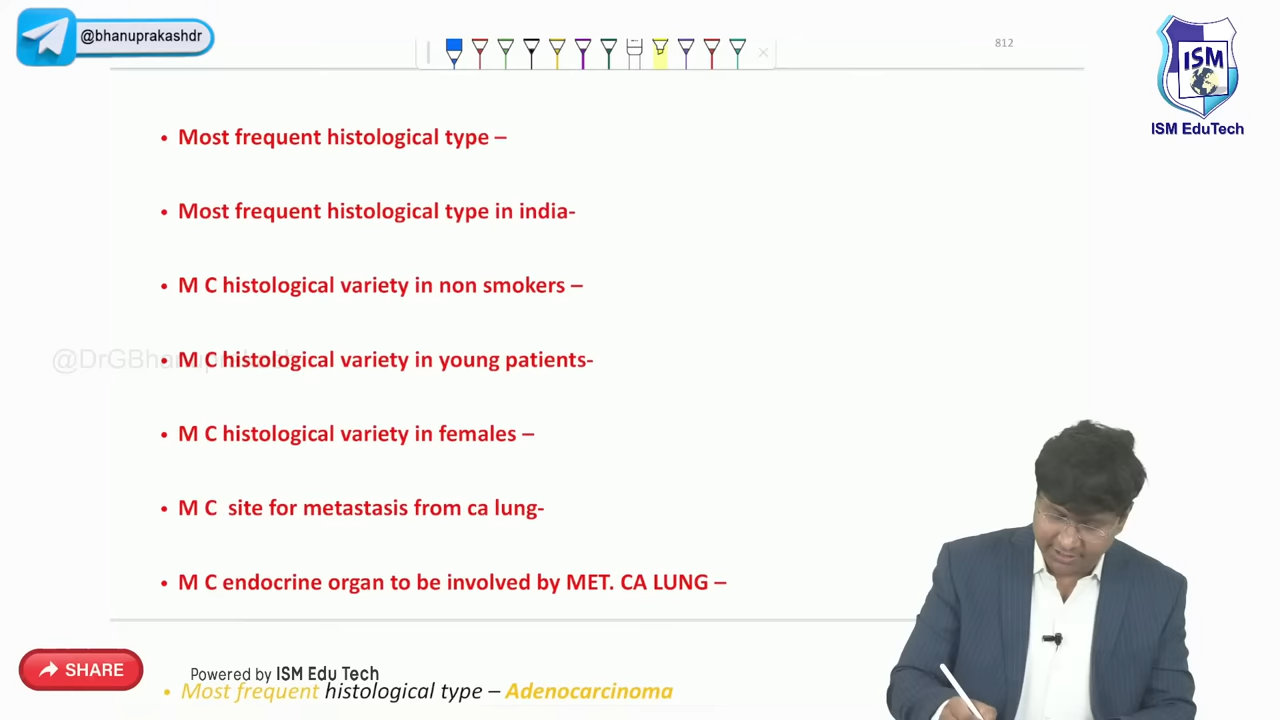 @bhanuprakashdr
812
ISM
ISM EduTech
• Most frequent histological type –
• Most frequent histological type in india-
• M C histological variety in non smokers –
• M C histological variety in young patients-
• M C histological variety in females –
• M C site for metastasis from ca lung-
• M C endocrine organ to be involved by MET. CA LUNG –
SHARE
Powered by ISM Edu Tech
• Most frequent histological type – Adenocarcinoma